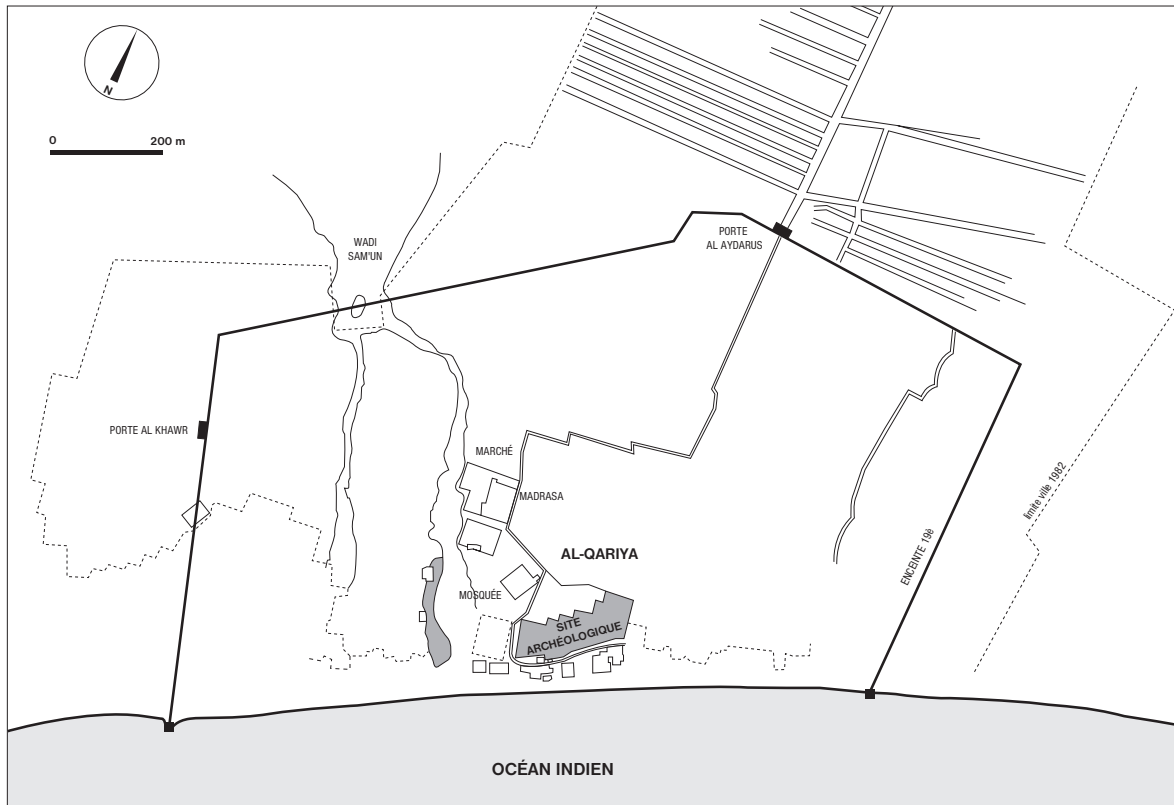 N
0 200 m
WADI
SAM'UN
PORTE
AL AYDARUS
PORTE AL KHAWR
MARCHÉ
MADRASA
limite ville 1982
AL-QARIYA
ENCEINTE 19è
MOSQUÉE
SITE
ARCHÉOLOGIQUE
OCÉAN INDIEN